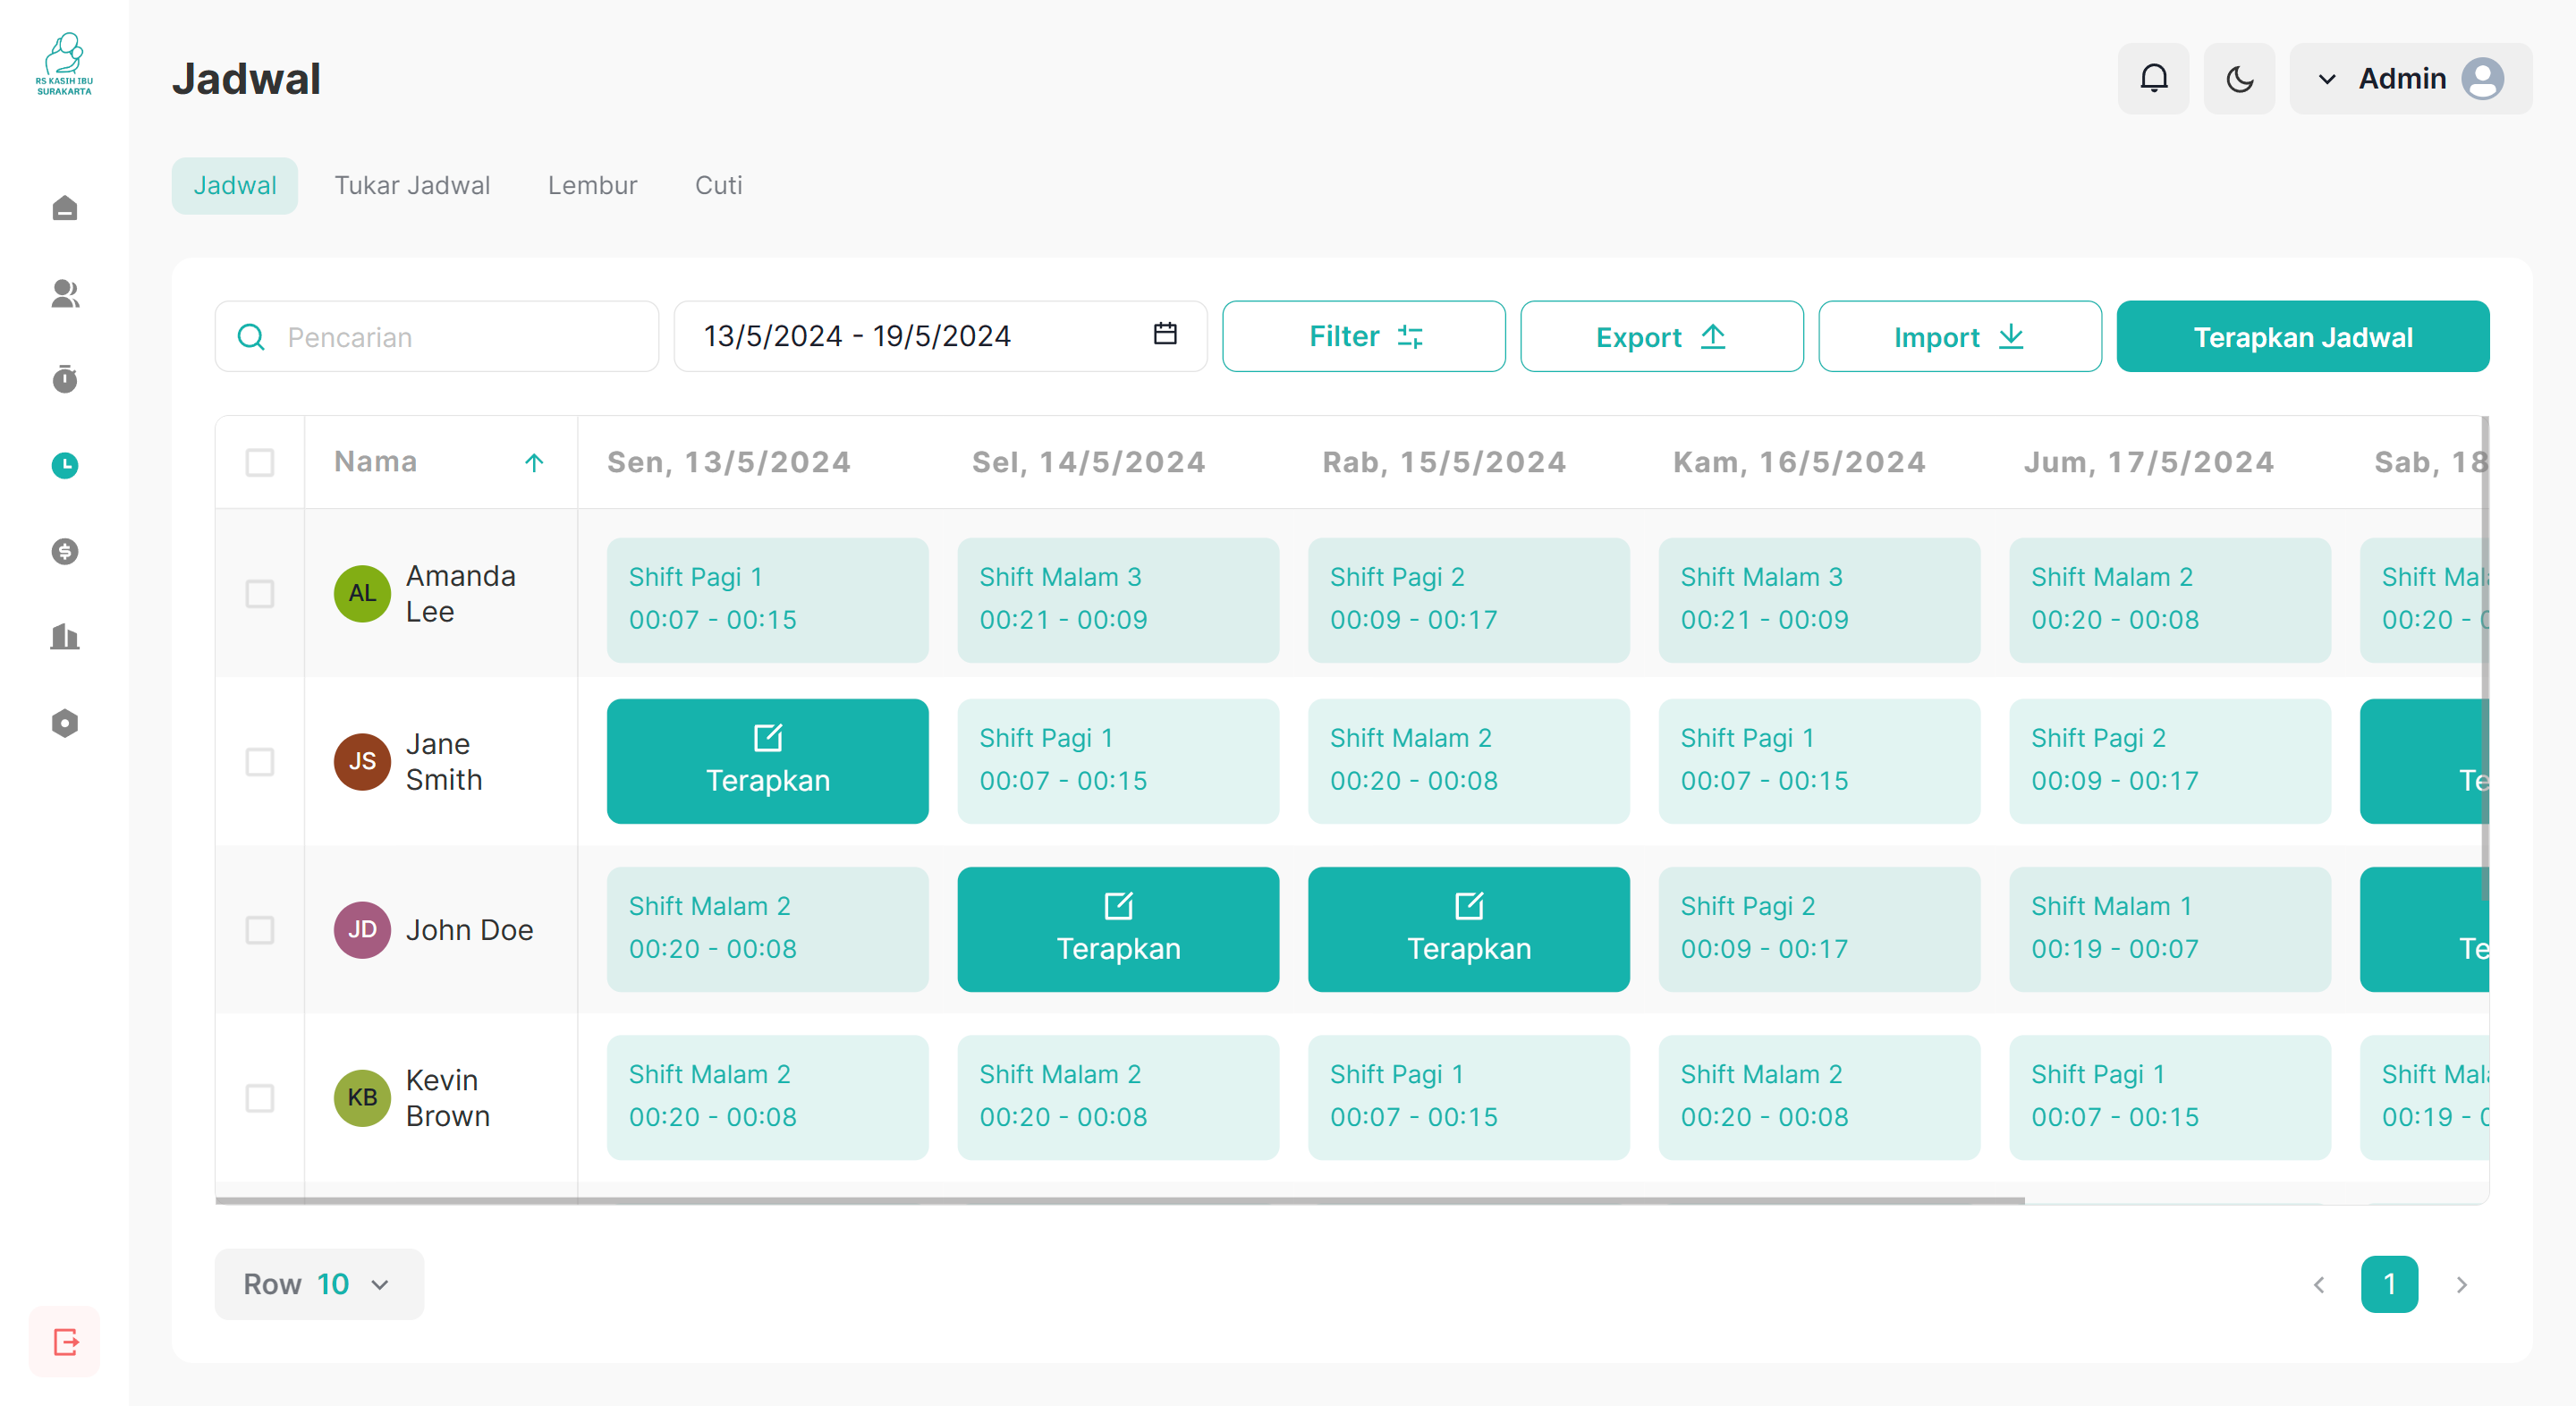 RS KASIH IBU
SURAKARTA
Jadwal
Admin
Jadwal
Tukar Jadwal
Lembur
Cuti
Pencarian
13/5/2024 - 19/5/2024
Filter
Export
Import
Terapkan Jadwal
Nama
Sen, 13/5/2024
Sel, 14/5/2024
Rab, 15/5/2024
Kam, 16/5/2024
Jum, 17/5/2024
Sab, 18
AL
Amanda
Lee
Shift Pagi 1
00:07 - 00:15
Shift Malam 3
00:21 - 00:09
Shift Pagi 2
00:09 - 00:17
Shift Malam 3
00:21 - 00:09
Shift Malam 2
00:20 - 00:08
Shift
00:20 -
JS
Jane
Smith
Terapkan
Shift Pagi 1
00:07 - 00:15
Shift Malam 2
00:20 - 00:08
Shift Pagi 1
00:07 - 00:15
Shift Pagi 2
00:09 - 00:17
Te
JD
John Doe
Shift Malam 2
00:20 - 00:08
Terapkan
Terapkan
Shift Pagi 2
00:09 - 00:17
Shift Malam 1
00:19 - 00:07
Te
KB
Kevin
Brown
Shift Malam 2
00:20 - 00:08
Shift Malam 2
00:20 - 00:08
Shift Pagi 1
00:07 - 00:15
Shift Malam 2
00:20 - 00:08
Shift Pagi 1
00:07 - 00:15
Shift
00:19 -
Row 10
1